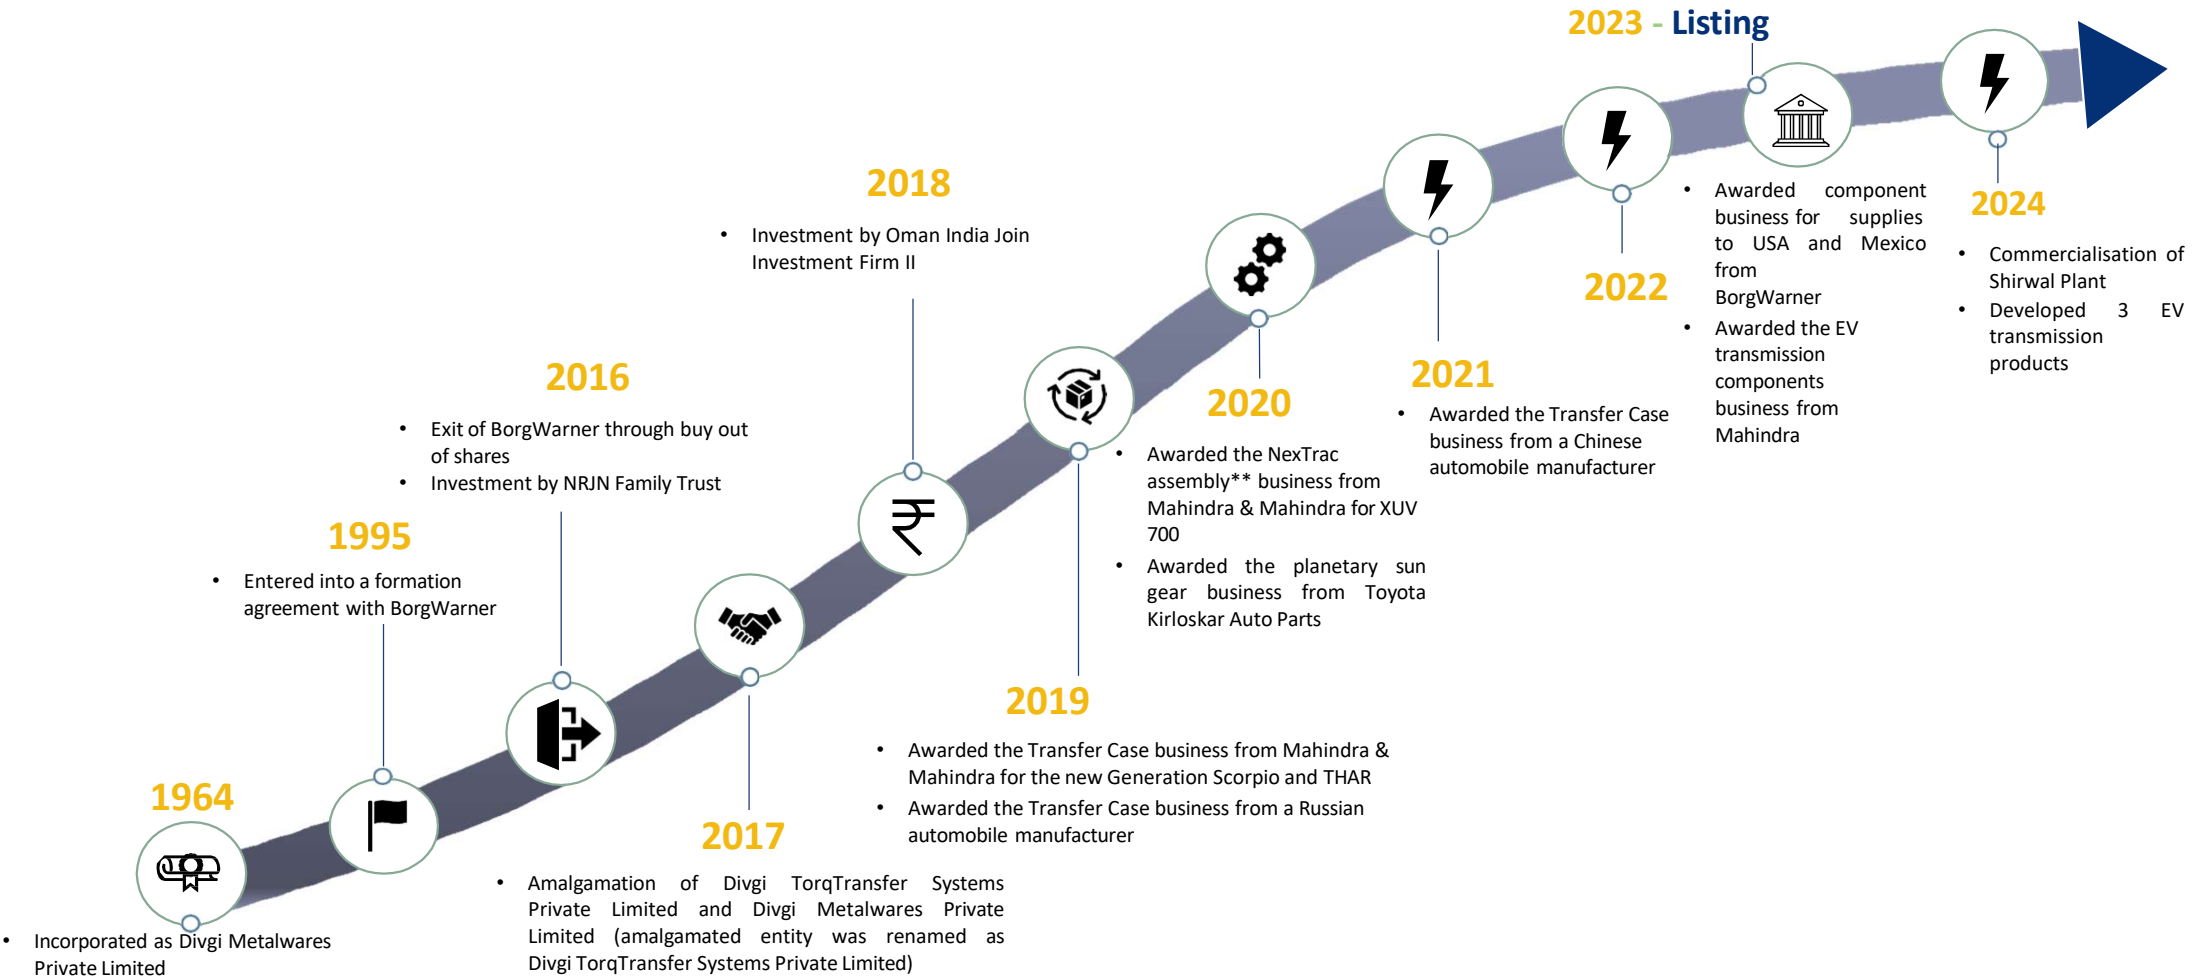 1964
• Incorporated as Divgi Metalwares
Private Limited
1995
• Entered into a formation
agreement with BorgWarner
2016
• Exit of BorgWarner through buy out
of shares
• Investment by NRJN Family Trust
2017
• Amalgamation of Divgi TorqTransfer Systems
Private Limited and Divgi Metalwares Private
Limited (amalgamated entity was renamed as
Divgi TorqTransfer Systems Private Limited)
2018
• Investment by Oman India Join
Investment Firm II
₹
2019
• Awarded the Transfer Case business from Mahindra &
Mahindra for the new Generation Scorpio and THAR
• Awarded the Transfer Case business from a Russian
automobile manufacturer
2020
• Awarded the NexTrac
assembly** business from
Mahindra & Mahindra for XUV
700
• Awarded the planetary sun
gear business from Toyota
Kirloskar Auto Parts
2021
• Awarded the Transfer Case
business from a Chinese
automobile manufacturer
2022
• Awarded component
business for supplies
to USA and Mexico
from
BorgWarner
• Awarded the EV
transmission
components
business from
Mahindra
2023 - Listing
2024
• Commercialisation of
Shirwal Plant
• Developed 3 EV
transmission
products